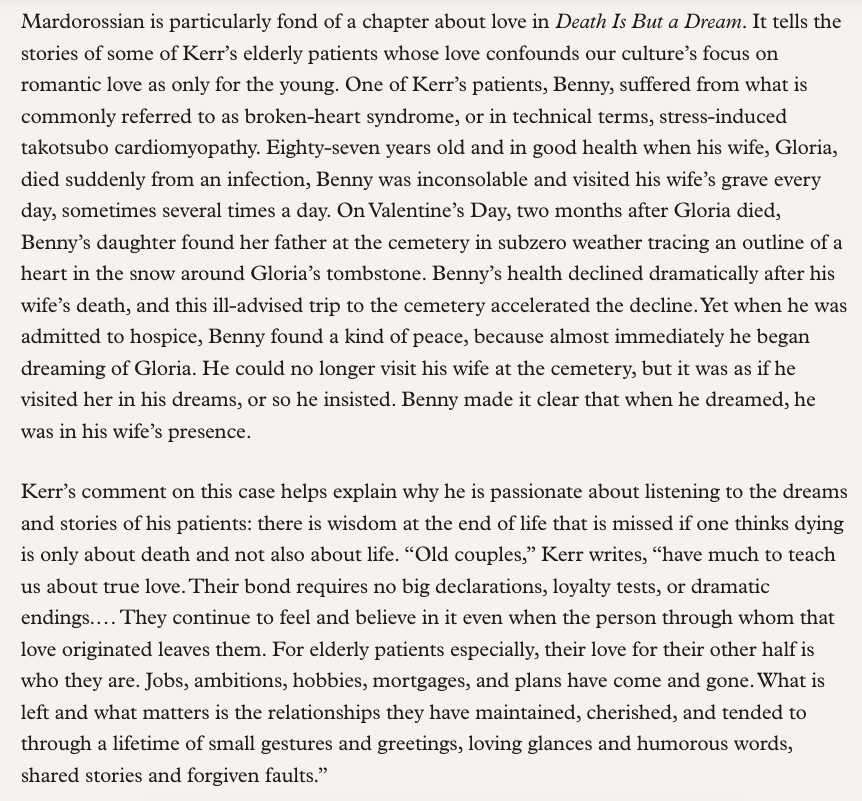 Mardorossian is particularly fond of a chapter about love in Death Is But a Dream. It tells the
stories of some of Kerr’s elderly patients whose love confounds our culture’s focus on
romantic love as only for the young. One of Kerr’s patients, Benny, suffered from what is
commonly referred to as broken-heart syndrome, or in technical terms, stress-induced
takotsubo cardiomyopathy. Eighty-seven years old and in good health when his wife, Gloria,
died suddenly from an infection, Benny was inconsolable and visited his wife’s grave every
day, sometimes several times a day. On Valentine’s Day, two months after Gloria died,
Benny’s daughter found her father at the cemetery in subzero weather tracing an outline of a
heart in the snow around Gloria’s tombstone. Benny’s health declined dramatically after his
wife’s death, and this ill-advised trip to the cemetery accelerated the decline. Yet when he was
admitted to hospice, Benny found a kind of peace, because almost immediately he began
dreaming of Gloria. He could no longer visit his wife at the cemetery, but it was as if he
visited her in his dreams, or so he insisted. Benny made it clear that when he dreamed, he
was in his wife’s presence.
Kerr’s comment on this case helps explain why he is passionate about listening to the dreams
and stories of his patients: there is wisdom at the end of life that is missed if one thinks dying
is only about death and not also about life. “Old couples,” Kerr writes, “have much to teach
us about true love. Their bond requires no big declarations, loyalty tests, or dramatic
endings.… They continue to feel and believe in it even when the person through whom that
love originated leaves them. For elderly patients especially, their love for their other half is
who they are. Jobs, ambitions, hobbies, mortgages, and plans have come and gone. What is
left and what matters is the relationships they have maintained, cherished, and tended to
through a lifetime of small gestures and greetings, loving glances and humorous words,
shared stories and forgiven faults.”